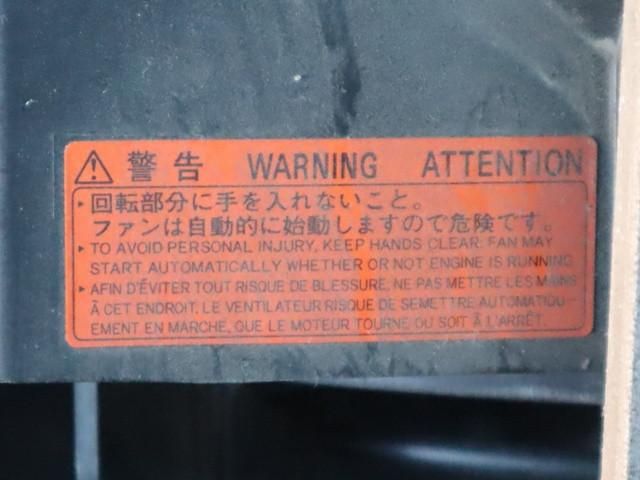 警告 WARNING ATTENTION
・回転部分に手を入れないこと。
ファンは自動的に始動しますので危険です。
▸TO AVOID PERSONAL INJURY, KEEP HANDS CLEAR. FAN MAY
START AUTOMATICALLY WHETHER OR NOT ENGINE IS RUNNING
▸AFIN D'ÉVITER TOUT RISQUE DE BLESSURE, NE PAS METTRE LES MAINS
À CET ENDROIT. LE VENTILATEUR RISQUE DE SEMETTRE AUTOMATIQU-
EMENT EN MARCHE, QUE LE MOTEUR TOURNE OU SOIT À L'ARRÊT.